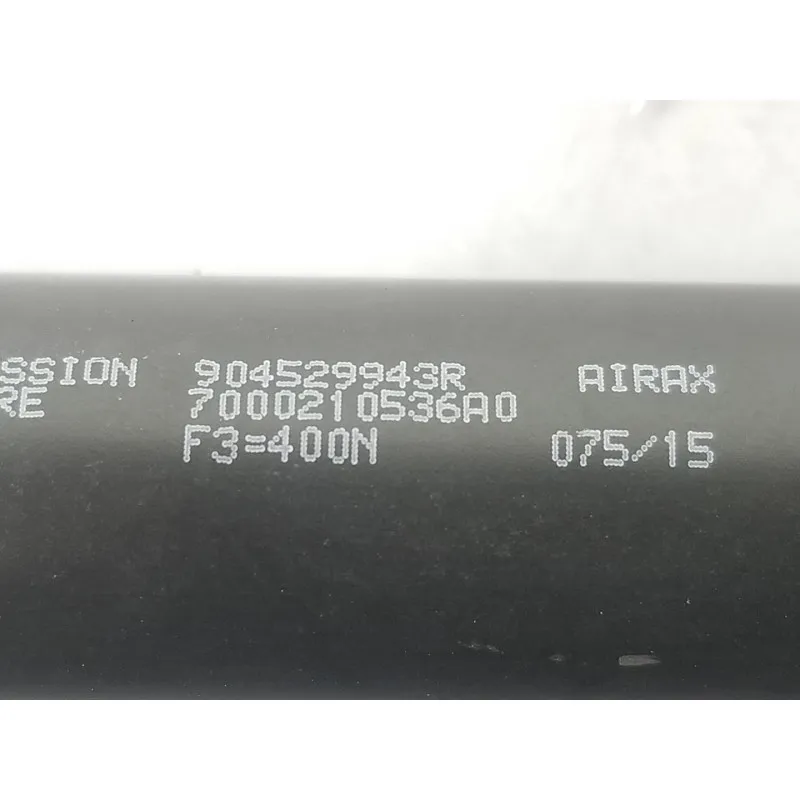 SSION 904529943R AIRAX
RE 7000210536A0
F3=400N 075/15